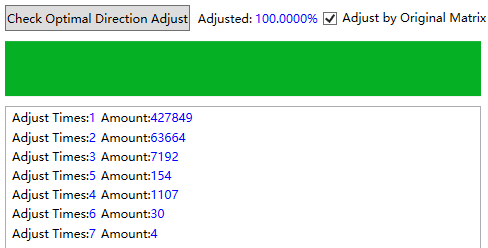 Check Optimal Direction Adjust Adjusted: 100.0000% Adjust by Original Matrix
Adjust Times:1 Amount:427849
Adjust Times:2 Amount:63664
Adjust Times:3 Amount:7192
Adjust Times:5 Amount:154
Adjust Times:4 Amount:1107
Adjust Times:6 Amount:30
Adjust Times:7 Amount:4